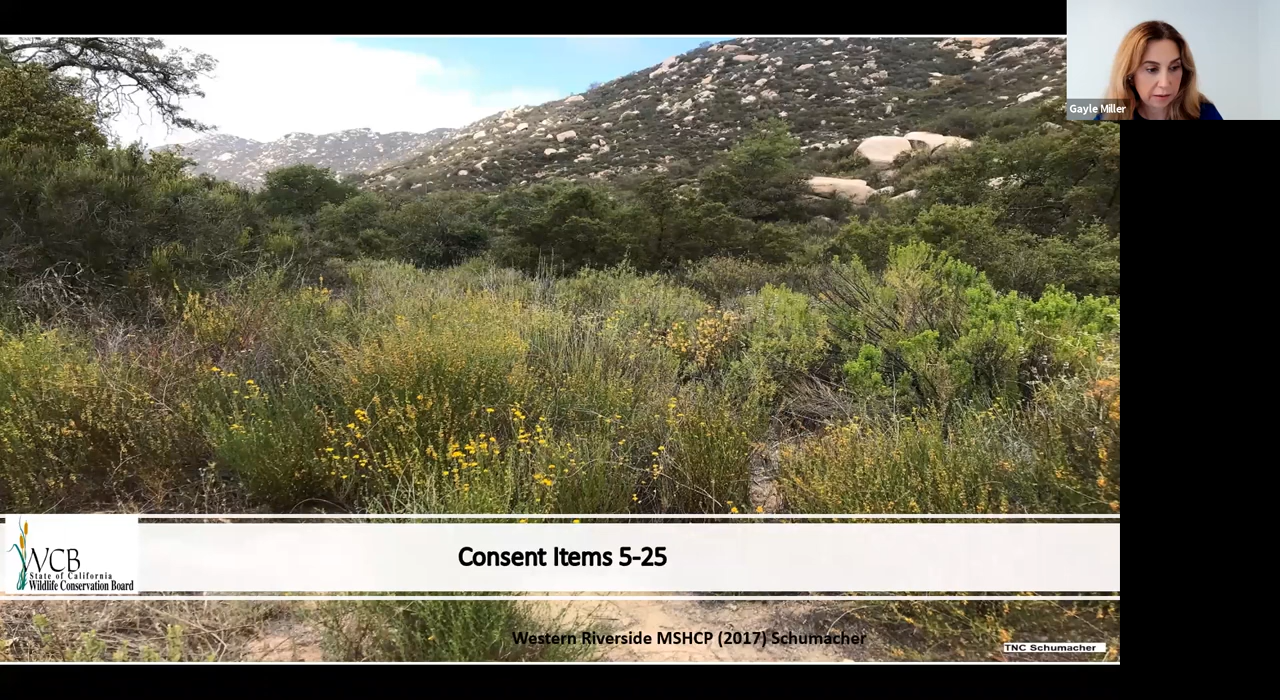 Gayle Miller
Consent Items 5-25
WCB
State of California
Wildlife Conservation Board
Western Riverside MSHCP (2017) Schumacher
TNC Schumacher